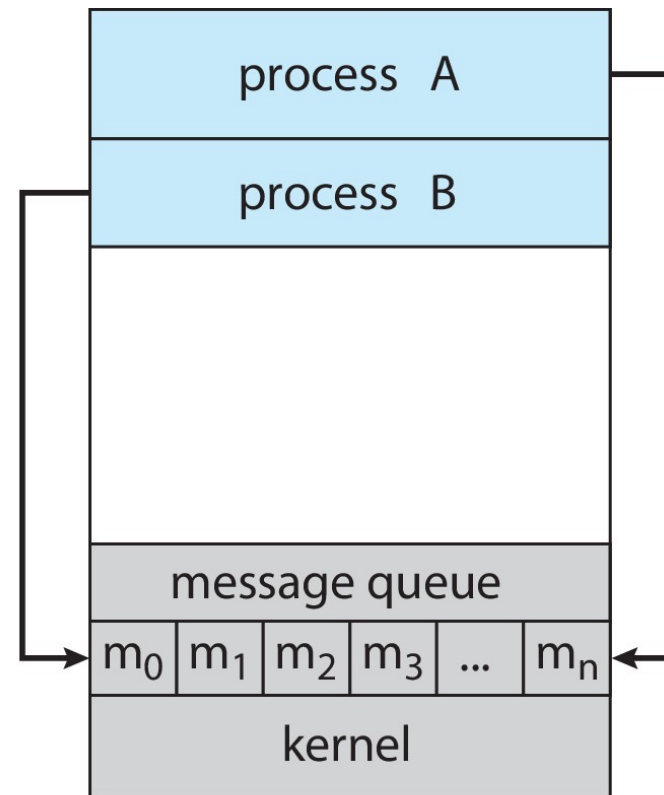 process A
process B
message queue
m₀ m₁ m₂ m₃ ... mₙ
kernel